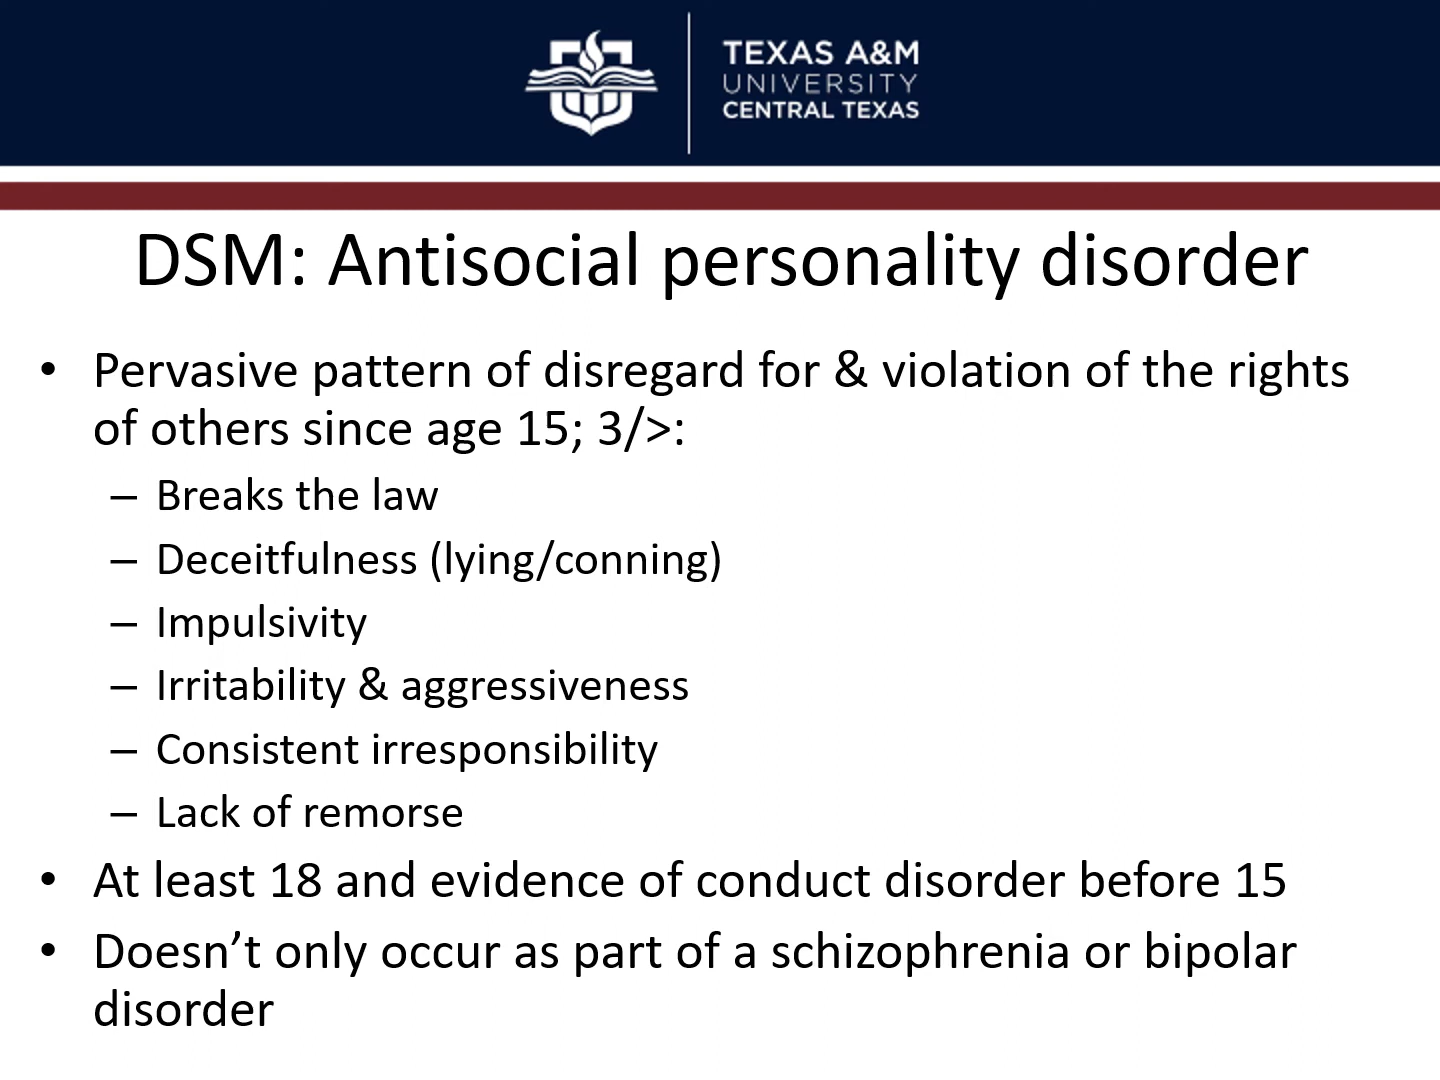 TEXAS A&M
UNIVERSITY
CENTRAL TEXAS
DSM: Antisocial personality disorder
• Pervasive pattern of disregard for & violation of the rights
of others since age 15; 3/>:
– Breaks the law
– Deceitfulness (lying/conning)
– Impulsivity
– Irritability & aggressiveness
– Consistent irresponsibility
– Lack of remorse
• At least 18 and evidence of conduct disorder before 15
• Doesn’t only occur as part of a schizophrenia or bipolar
disorder